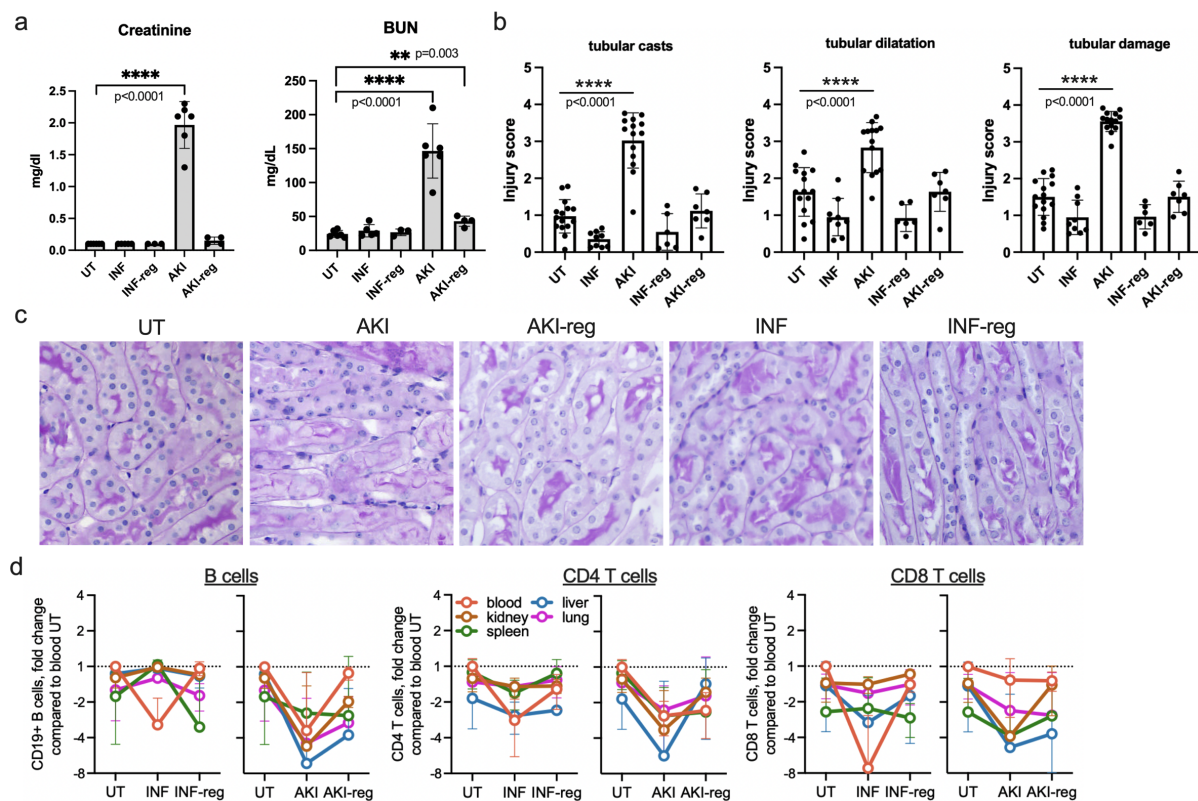 a
Creatinine
****
p<0.0001
mg/dl
2.5
2.0
1.5
1.0
0.5
0.0
UT
INF
INF-reg
AKI
AKI-reg
BUN
** p=0.003
****
p<0.0001
mg/dL
250
200
150
100
50
0
UT
INF
INF-reg
AKI
AKI-reg
b
tubular casts
****
p<0.0001
Injury score
5
4
3
2
1
0
UT
INF
AKI
INF-reg
AKI-reg
tubular dilatation
****
p<0.0001
Injury score
5
4
3
2
1
0
UT
INF
AKI
INF-reg
AKI-reg
tubular damage
****
p<0.0001
Injury score
5
4
3
2
1
0
UT
INF
AKI
INF-reg
AKI-reg
c
UT AKI AKI-reg INF INF-reg
d
B cells
CD19+ B cells, fold change
compared to blood UT
4
2
1
-2
-4
-8
UT INF INF-reg
UT AKI AKI-reg
CD4 T cells
CD4 T cells, fold change
compared to blood UT
4
2
1
-2
-4
-8
blood liver
kidney lung
spleen
UT INF INF-reg
UT AKI AKI-reg
CD8 T cells
CD8 T cells, fold change
compared to blood UT
4
2
1
-2
-4
-8
UT INF INF-reg
UT AKI AKI-reg